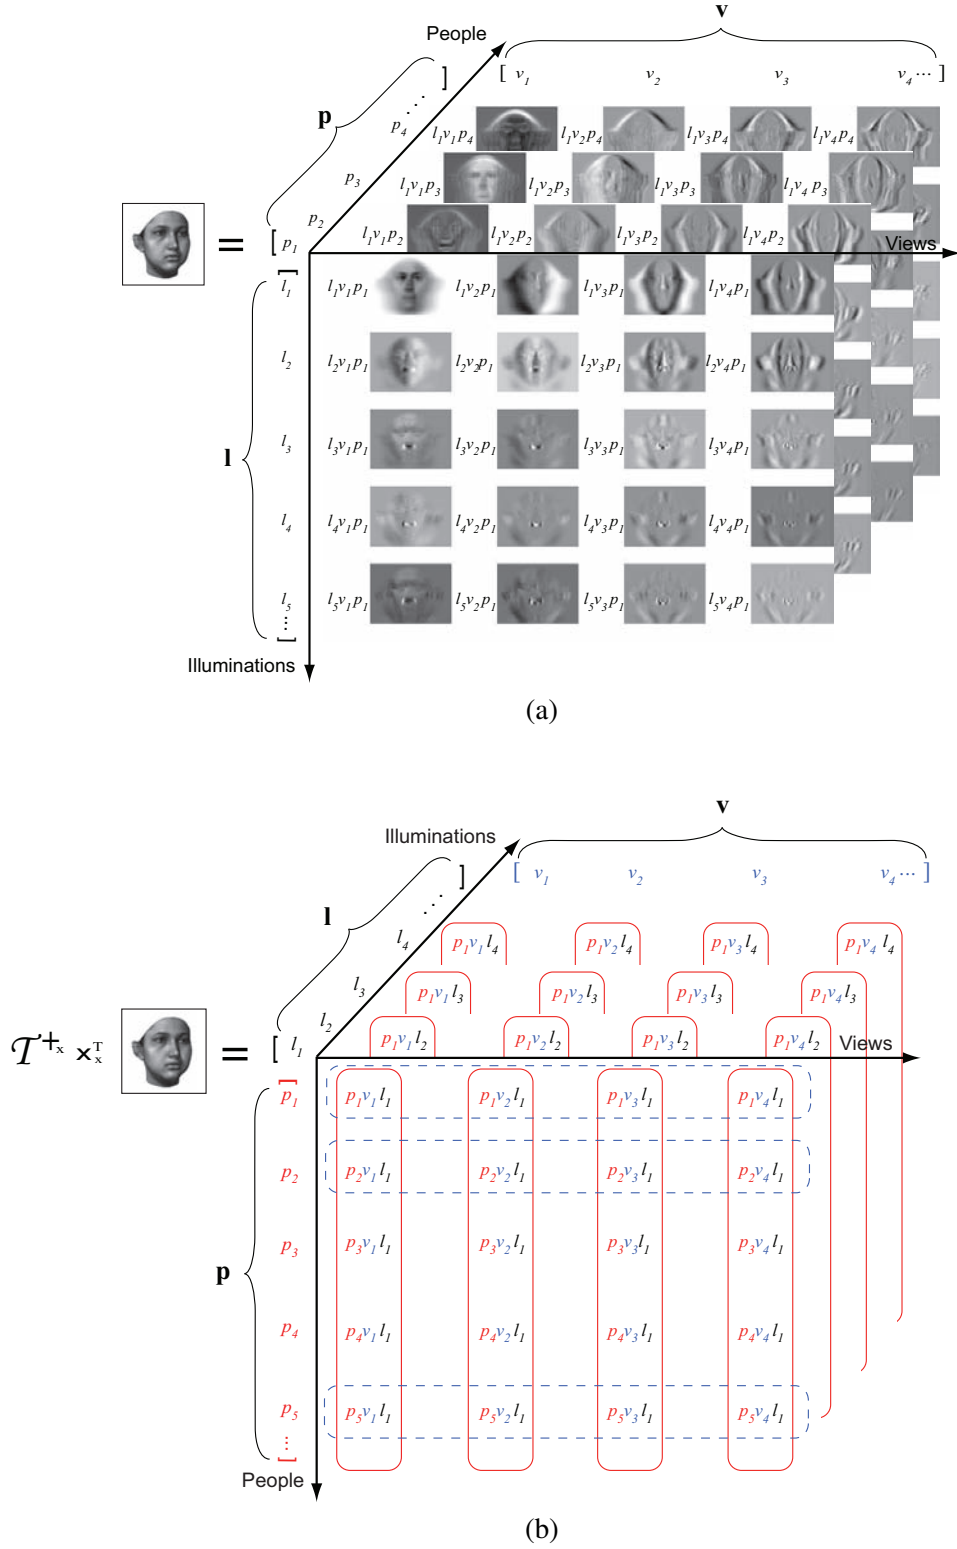 v
People
[ v1 v2 v3 v4 ... ]
p
[ p1 p2 p3 p4 ... ]
l1v1p4 l1v2p4 l1v3p4 l1v4p4
l1v1p3 l1v2p3 l1v3p3 l1v4p3
l1v1p2 l1v2p2 l1v3p2 l1v4p2
=
Views
l1 l1v1p1 l1v2p1 l1v3p1 l1v4p1
l2 l2v1p1 l2v2p1 l2v3p1 l2v4p1
l
l3 l3v1p1 l3v2p1 l3v3p1 l3v4p1
l4 l4v1p1 l4v2p1 l4v3p1 l4v4p1
l5 l5v1p1 l5v2p1 l5v3p1 l5v4p1
...
Illuminations
(a)
v
Illuminations
[ v1 v2 v3 v4 ... ]
l
[ l1 l2 l3 l4 ... ]
p1v1l4 p1v2l4 p1v3l4 p1v4l4
p1v1l3 p1v2l3 p1v3l3 p1v4l3
p1v1l2 p1v2l2 p1v3l2 p1v4l2
T+x ×xT =
Views
p1 p1v1l1 p1v2l1 p1v3l1 p1v4l1
p2 p2v1l1 p2v2l1 p2v3l1 p2v4l1
p3 p3v1l1 p3v2l1 p3v3l1 p3v4l1
p
p4 p4v1l1 p4v2l1 p4v3l1 p4v4l1
p5 p5v1l1 p5v2l1 p5v3l1 p5v4l1
...
People
(b)